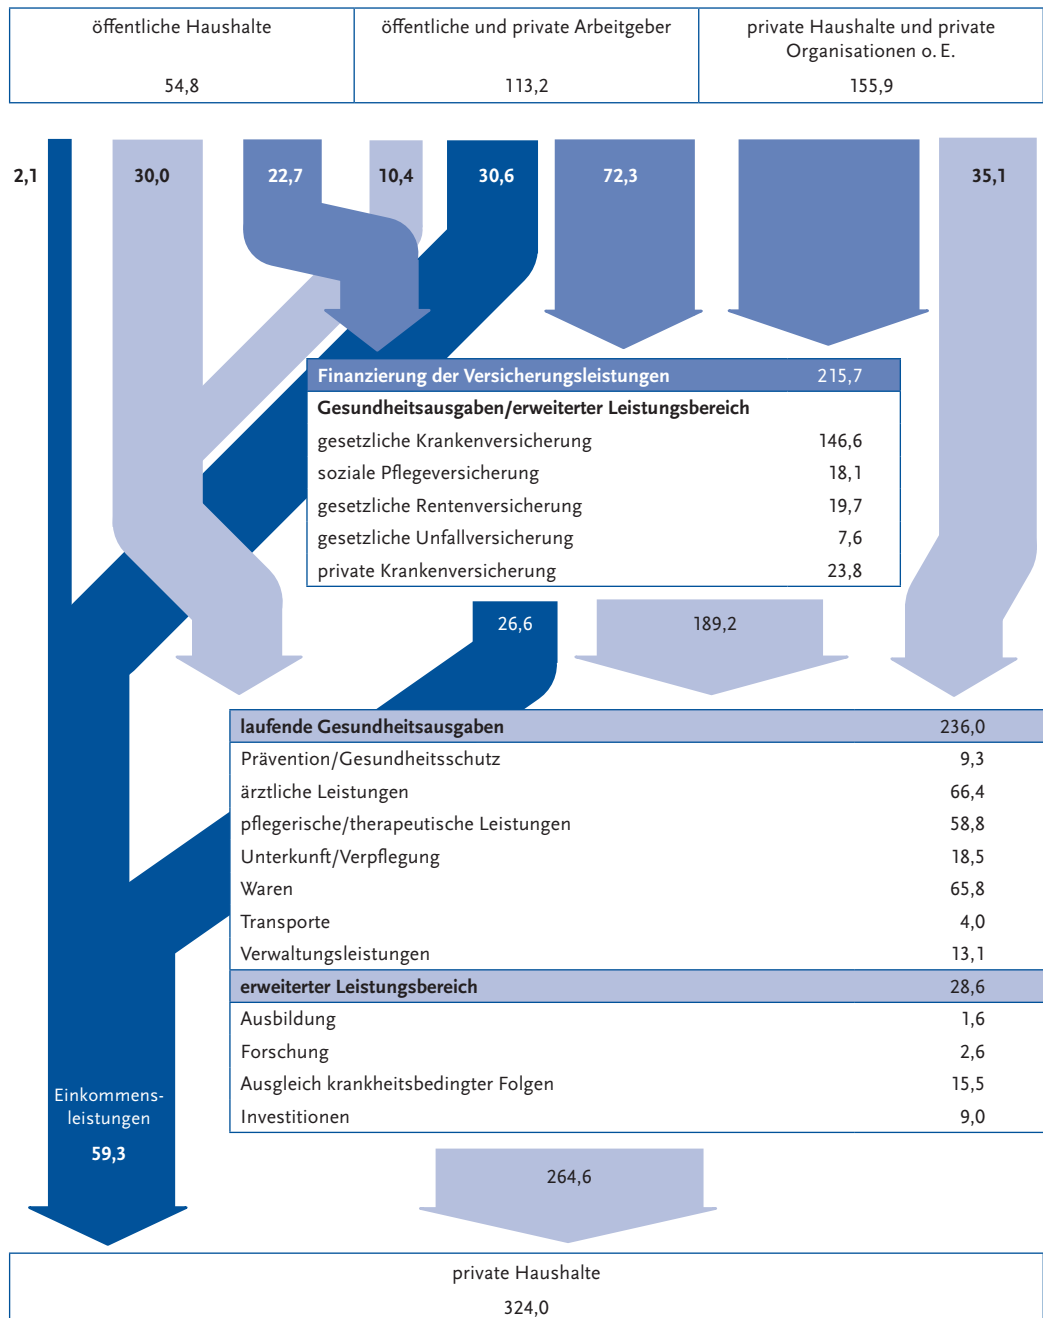 öffentliche Haushalte
54,8
öffentliche und private Arbeitgeber
113,2
private Haushalte und private
Organisationen o. E.
155,9
2,1
30,0
22,7
10,4
30,6
72,3
35,1
Finanzierung der Versicherungsleistungen 215,7
Gesundheitsausgaben/erweiterter Leistungsbereich
gesetzliche Krankenversicherung 146,6
soziale Pflegeversicherung 18,1
gesetzliche Rentenversicherung 19,7
gesetzliche Unfallversicherung 7,6
private Krankenversicherung 23,8
26,6
189,2
laufende Gesundheitsausgaben 236,0
Prävention/Gesundheitsschutz 9,3
ärztliche Leistungen 66,4
pflegerische/therapeutische Leistungen 58,8
Unterkunft/Verpflegung 18,5
Waren 65,8
Transporte 4,0
Verwaltungsleistungen 13,1
erweiterter Leistungsbereich 28,6
Ausbildung 1,6
Forschung 2,6
Ausgleich krankheitsbedingter Folgen 15,5
Investitionen 9,0
Einkommens-
leistungen
59,3
264,6
private Haushalte
324,0